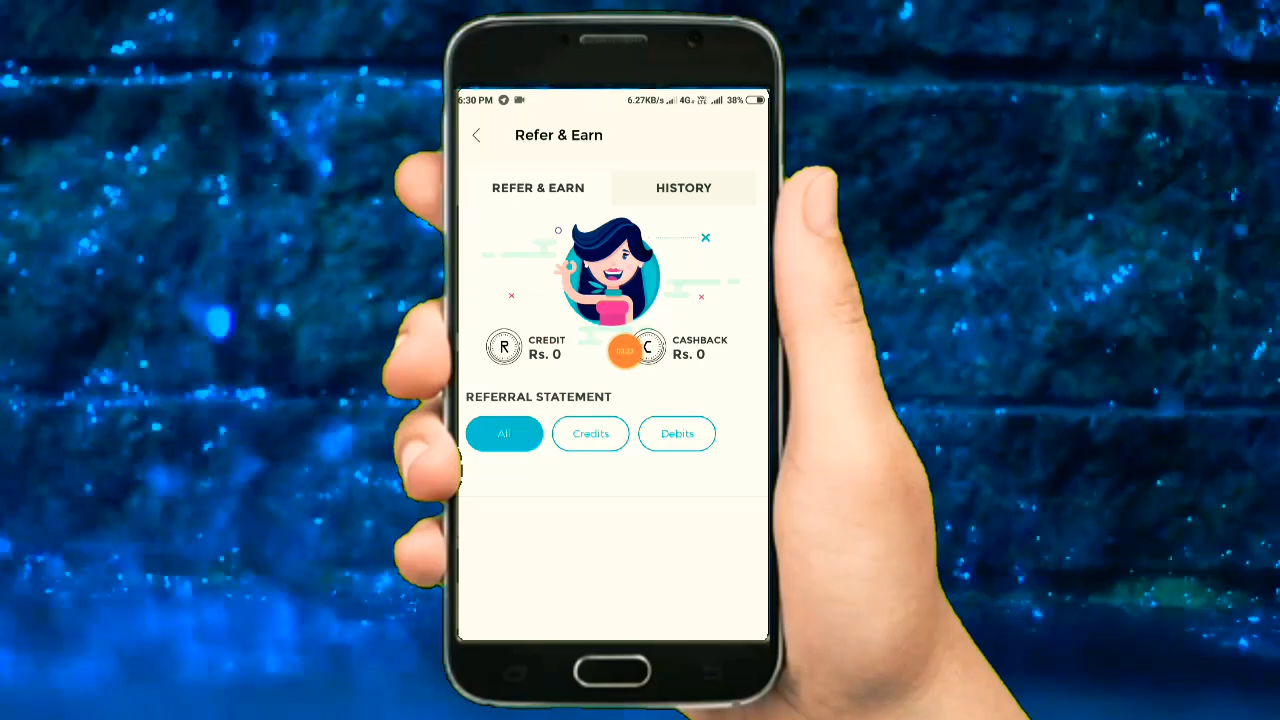 6:30 PM 6.27KB/s 4G+ VoLTE 38%
Refer & Earn
REFER & EARN HISTORY
R CREDIT C CASHBACK
Rs. 0 Rs. 0
REFERRAL STATEMENT
All Credits Debits